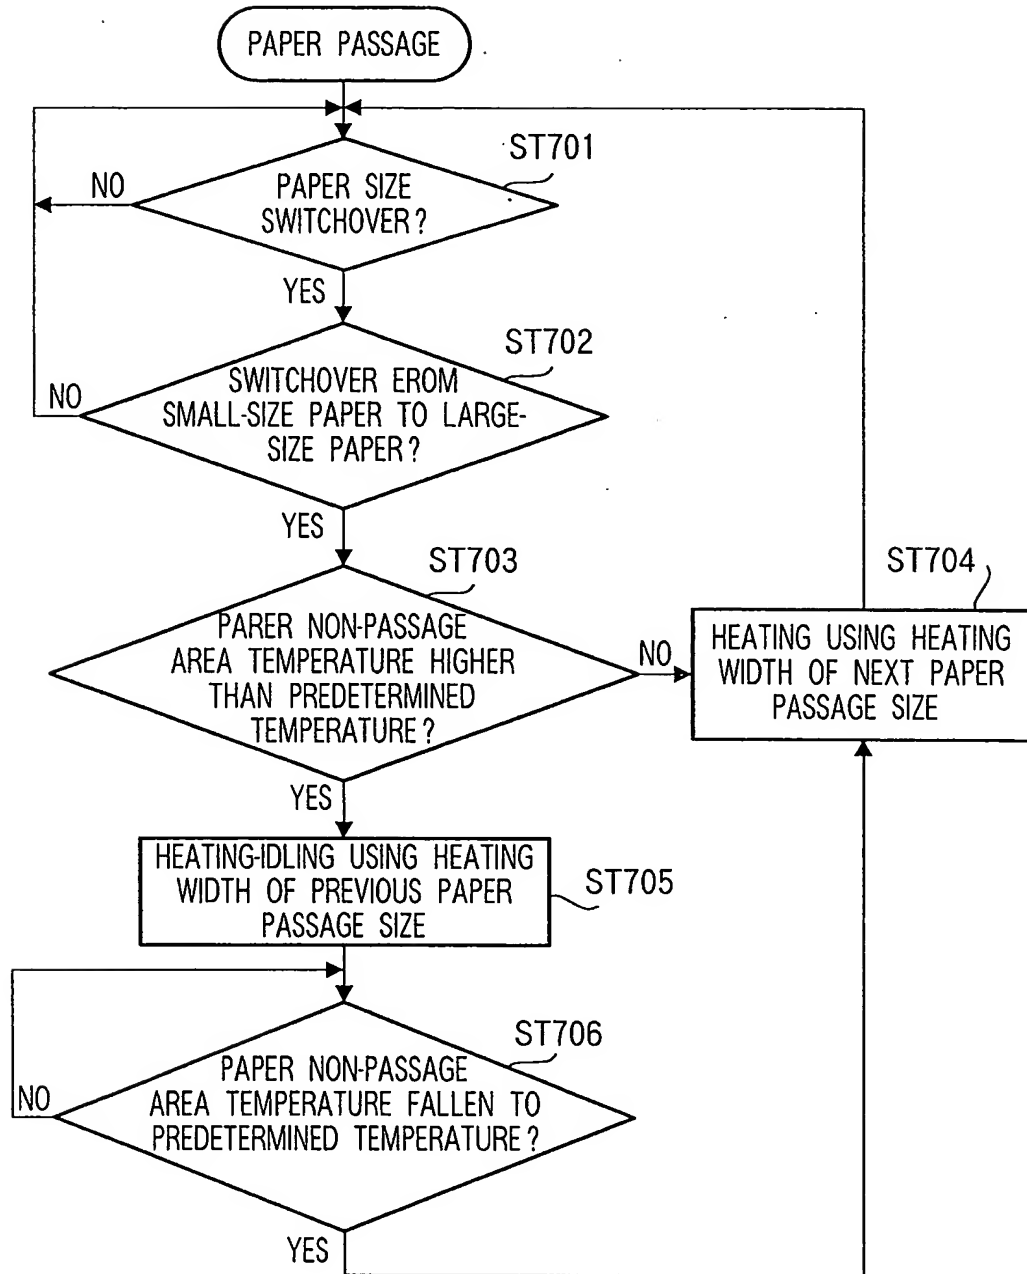 PAPER PASSAGE
ST701
NO
PAPER SIZE
SWITCHOVER?
YES
ST702
NO
SWITCHOVER EROM
SMALL-SIZE PAPER TO LARGE-
SIZE PAPER?
YES
ST703
PARER NON-PASSAGE
AREA TEMPERATURE HIGHER
THAN PREDETERMINED
TEMPERATURE?
NO
ST704
HEATING USING HEATING
WIDTH OF NEXT PAPER
PASSAGE SIZE
YES
HEATING-IDLING USING HEATING
WIDTH OF PREVIOUS PAPER
PASSAGE SIZE
ST705
ST706
PAPER NON-PASSAGE
AREA TEMPERATURE FALLEN TO
PREDETERMINED TEMPERATURE?
NO
YES